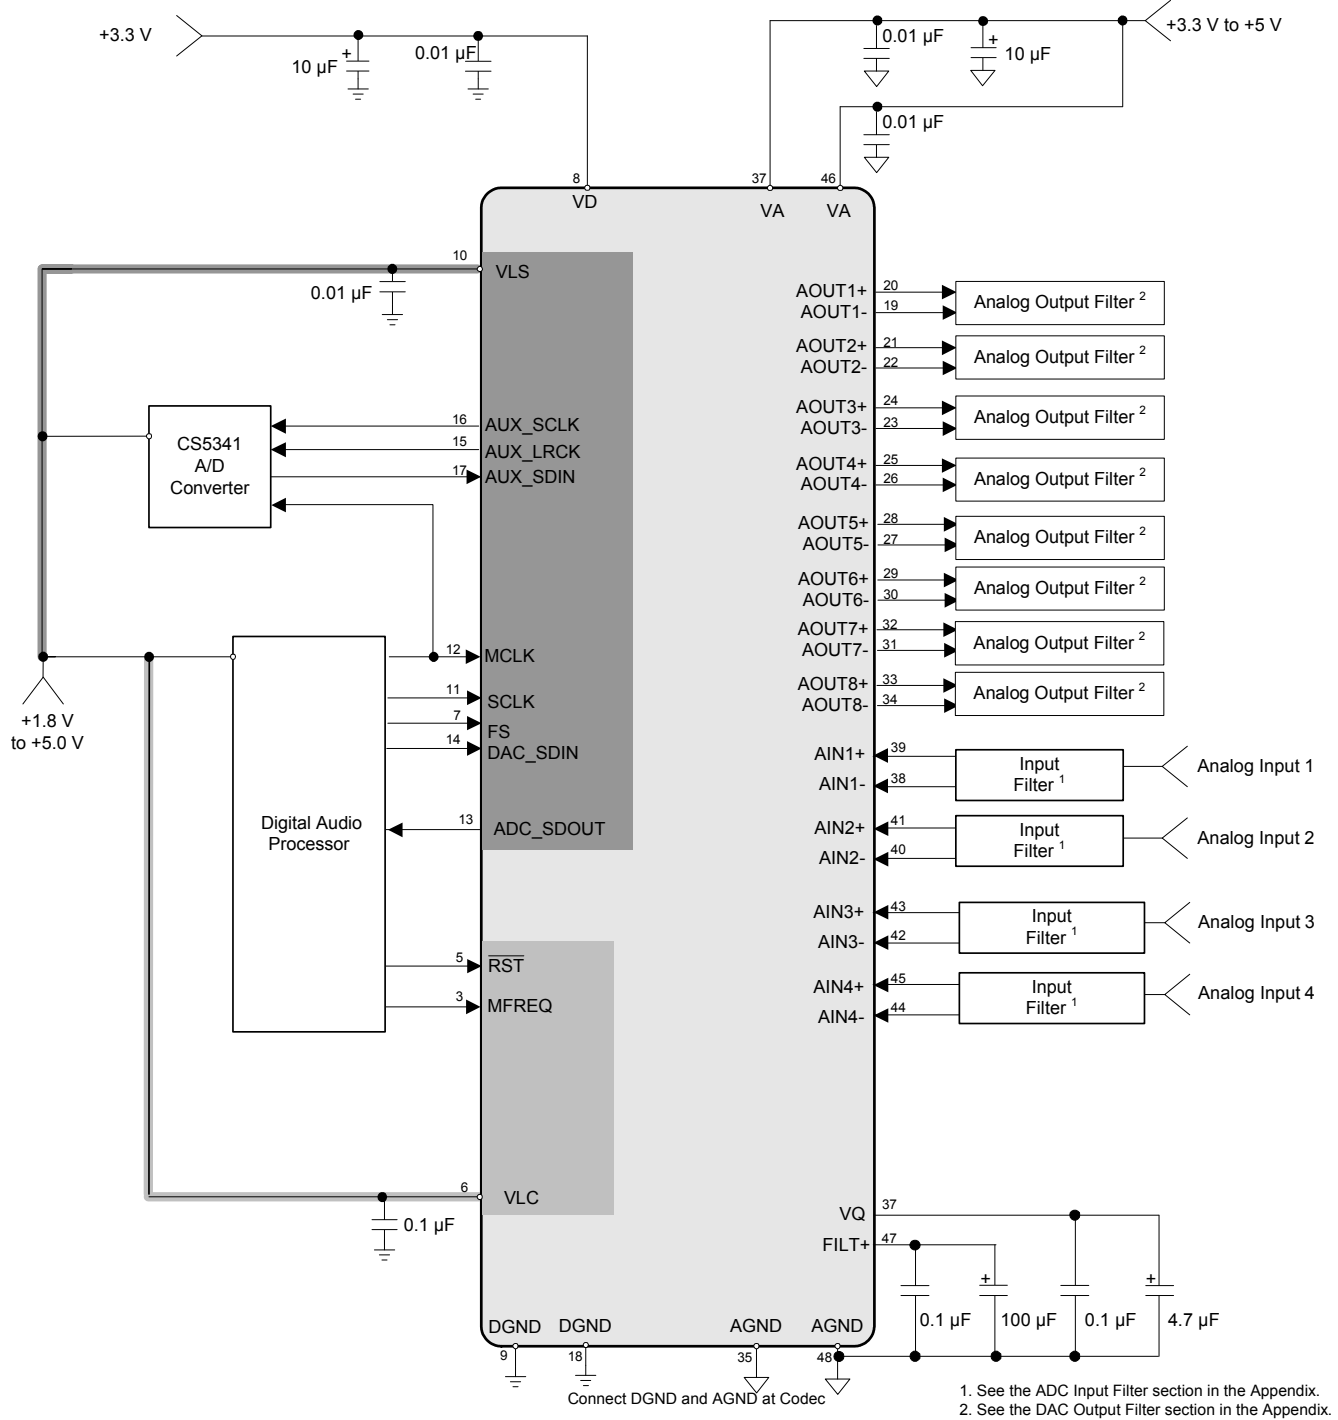 +3.3 V
10 µF
+
0.01 µF
0.01 µF
+
10 µF
+3.3 V to +5 V
0.01 µF
8
VD
37
VA
46
VA
10
VLS
0.01 µF
CS5341
A/D
Converter
16
AUX_SCLK
15
AUX_LRCK
17
AUX_SDIN
12
MCLK
11
SCLK
7
FS
14
DAC_SDIN
13
ADC_SDOUT
+1.8 V
to +5.0 V
Digital Audio
Processor
5
RST
3
MFREQ
6
VLC
0.1 µF
AOUT1+ 20
AOUT1- 19
Analog Output Filter 2
AOUT2+ 21
AOUT2- 22
Analog Output Filter 2
AOUT3+ 24
AOUT3- 23
Analog Output Filter 2
AOUT4+ 25
AOUT4- 26
Analog Output Filter 2
AOUT5+ 28
AOUT5- 27
Analog Output Filter 2
AOUT6+ 29
AOUT6- 30
Analog Output Filter 2
AOUT7+ 32
AOUT7- 31
Analog Output Filter 2
AOUT8+ 33
AOUT8- 34
Analog Output Filter 2
AIN1+ 39
AIN1- 38
Input
Filter 1
Analog Input 1
AIN2+ 41
AIN2- 40
Input
Filter 1
Analog Input 2
AIN3+ 43
AIN3- 42
Input
Filter 1
Analog Input 3
AIN4+ 45
AIN4- 44
Input
Filter 1
Analog Input 4
VQ 37
FILT+ 47
0.1 µF
+
100 µF
0.1 µF
+
4.7 µF
DGND
9
DGND
18
AGND
35
AGND
48
Connect DGND and AGND at Codec
1. See the ADC Input Filter section in the Appendix.
2. See the DAC Output Filter section in the Appendix.